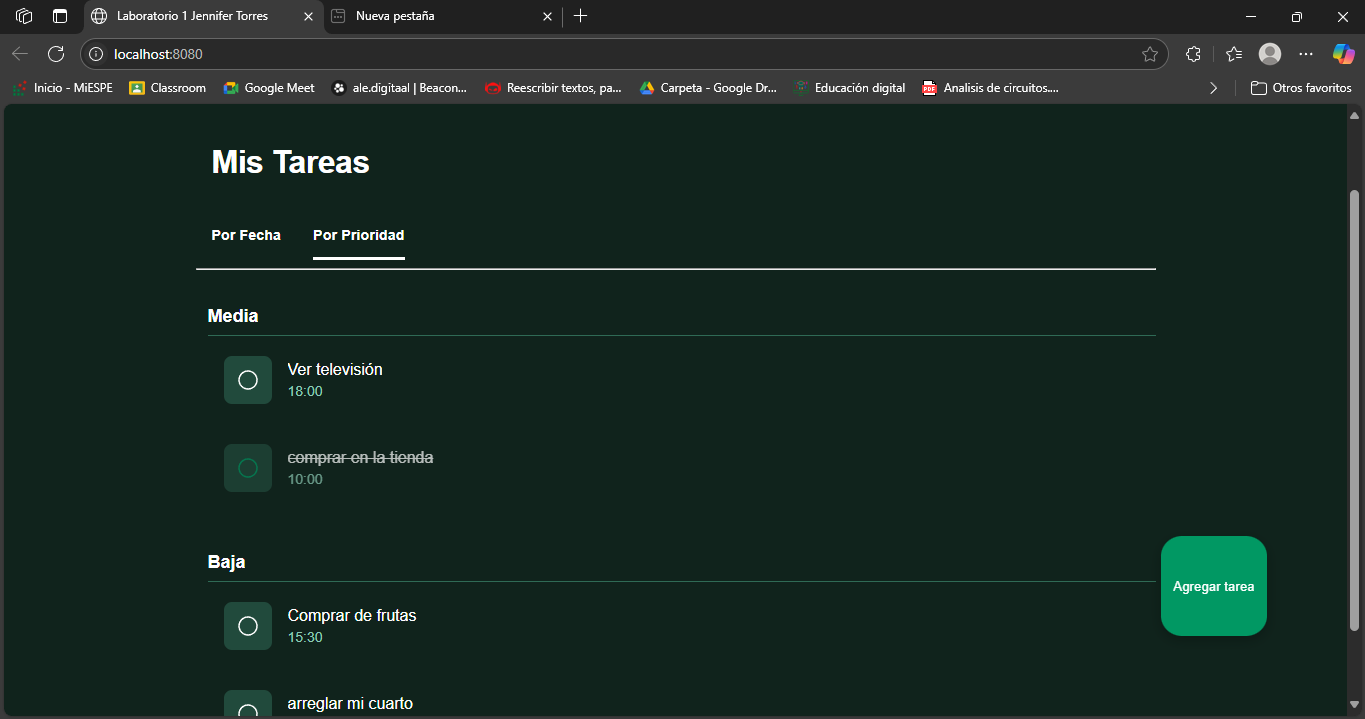 Laboratorio 1 Jennifer Torres
Nueva pestaña
localhost:8080
Inicio - MiESPE
Classroom
Google Meet
ale.digitaal | Beacon...
Reescribir textos, pa...
Carpeta - Google Dr...
Educación digital
PDF
Analisis de circuitos....
Otros favoritos
Mis Tareas
Por Fecha
Por Prioridad
Media
Ver televisión
18:00
comprar en la tienda
10:00
Baja
Agregar tarea
Comprar de frutas
15:30
arreglar mi cuarto